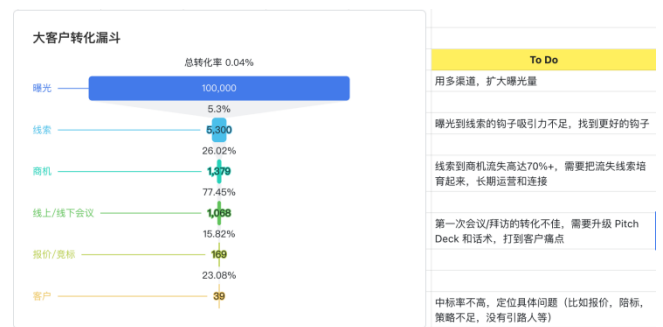 大客户转化漏斗
总转化率 0.04%
曝光
100,000
5.3%
线索
5,300
26.02%
商机
1,379
77.45%
线上/线下会议
1,068
15.82%
报价/竞标
169
23.08%
客户
39
To Do
用多渠道，扩大曝光量
曝光到线索的钩子吸引力不足，找到更好的钩子
线索到商机流失高达70%+，需要把流失线索培
育起来，长期运营和连接
第一次会议/拜访的转化不佳，需要升级 Pitch
Deck 和话术，打到客户痛点
中标率不高，定位具体问题（比如报价，陪标，
策略不足，没有引路人等）